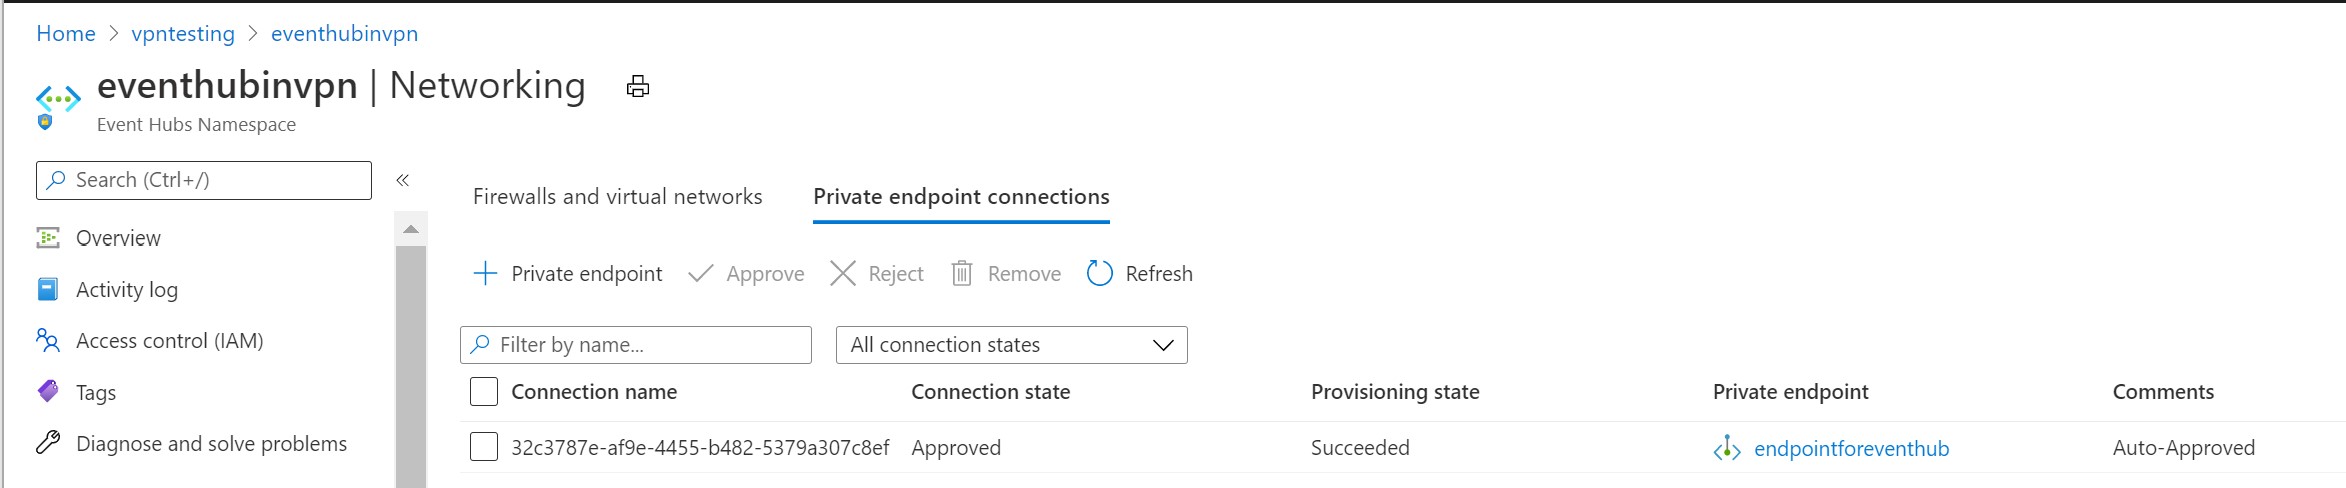 Home > vpntesting > eventhubinvpn
eventhubinvpn | Networking
Event Hubs Namespace
Search (Ctrl+/)
«
Overview
Activity log
Access control (IAM)
Tags
Diagnose and solve problems
Firewalls and virtual networks Private endpoint connections
Private endpoint Approve Reject Remove Refresh
Filter by name... All connection states
Connection name Connection state Provisioning state Private endpoint Comments
32c3787e-af9e-4455-b482-5379a307c8ef Approved Succeeded endpointforeventhub Auto-Approved